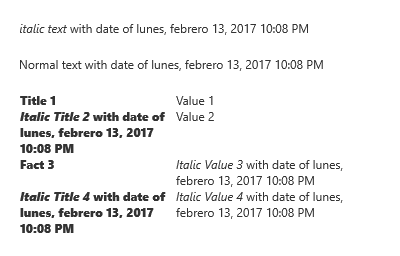 italic text with date of lunes, febrero 13, 2017 10:08 PM
Normal text with date of lunes, febrero 13, 2017 10:08 PM
Title 1 Value 1
Italic Title 2 with date of Value 2
lunes, febrero 13, 2017
10:08 PM
Fact 3 Italic Value 3 with date of lunes,
febrero 13, 2017 10:08 PM
Italic Title 4 with date of Italic Value 4 with date of lunes,
lunes, febrero 13, 2017 febrero 13, 2017 10:08 PM
10:08 PM